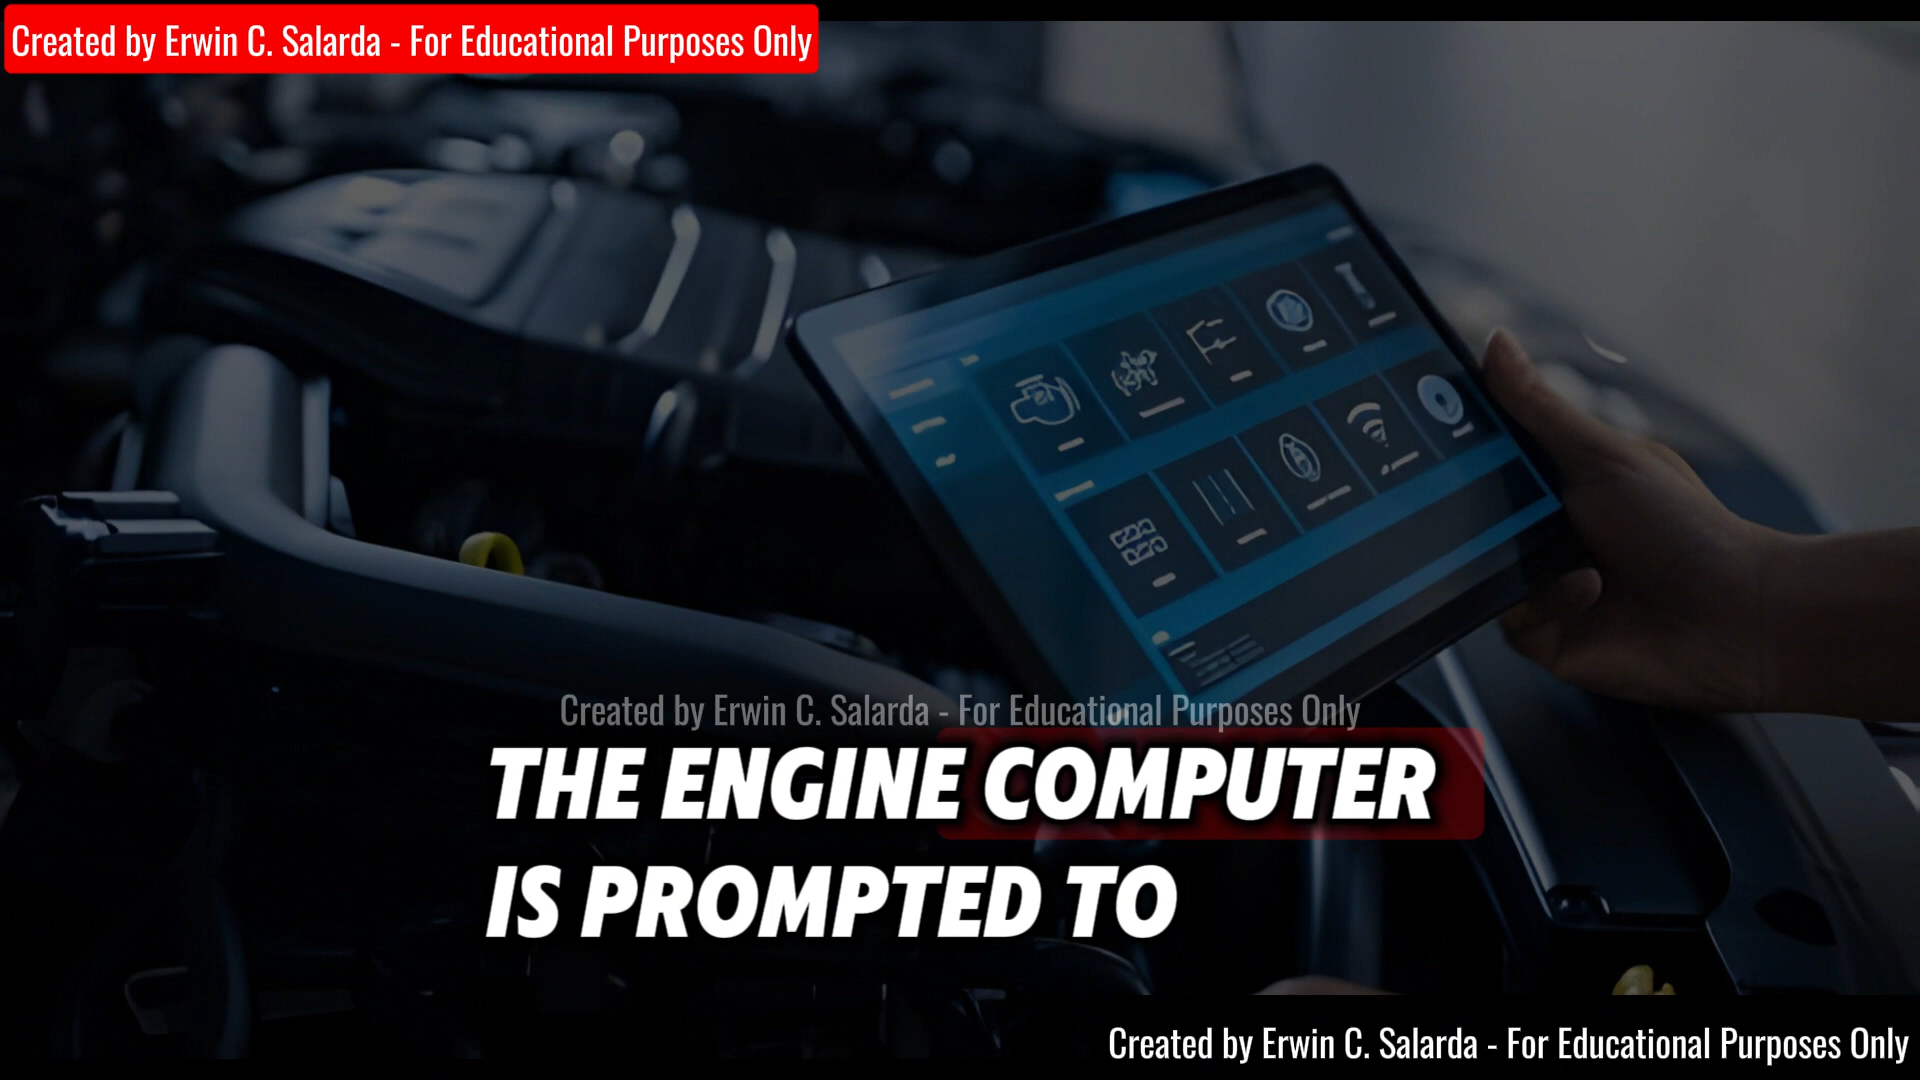 Created by Erwin C. Salarda - For Educational Purposes Only
Created by Erwin C. Salarda - For Educational Purposes Only
THE ENGINE COMPUTER
IS PROMPTED TO
Created by Erwin C. Salarda - For Educational Purposes Only